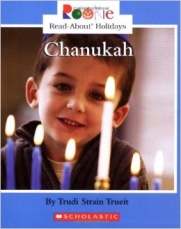 ROOKIE
Read-About® Holidays
Chanukah
By Trudi Strain Trueit
SCHOLASTIC